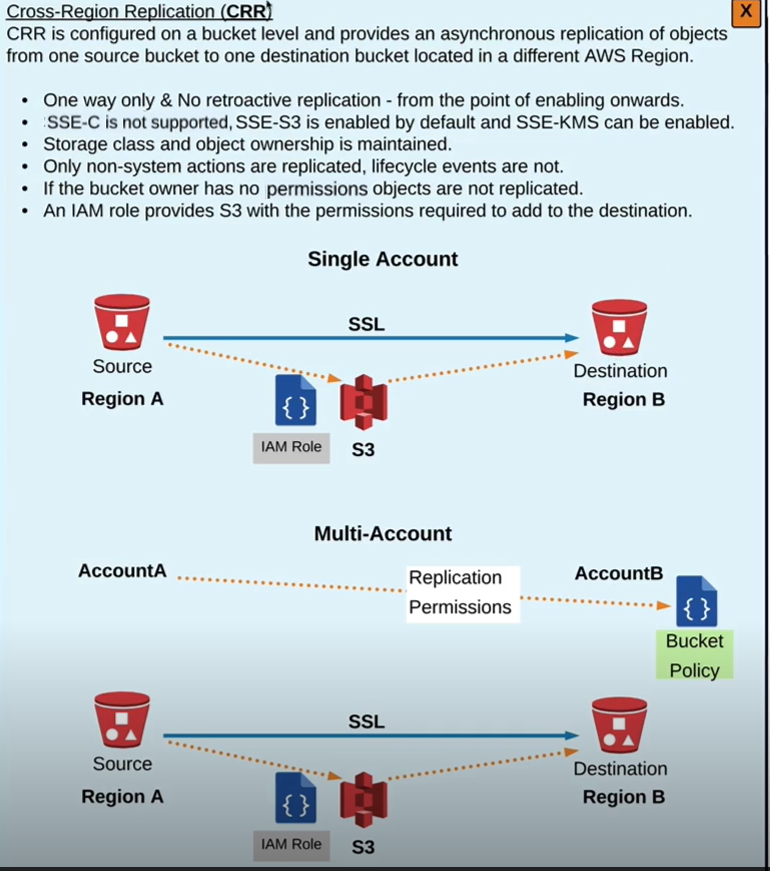 Cross-Region Replication (CRR)
X
CRR is configured on a bucket level and provides an asynchronous replication of objects
from one source bucket to one destination bucket located in a different AWS Region.
• One way only & No retroactive replication - from the point of enabling onwards.
• SSE-C is not supported, SSE-S3 is enabled by default and SSE-KMS can be enabled.
• Storage class and object ownership is maintained.
• Only non-system actions are replicated, lifecycle events are not.
• If the bucket owner has no permissions objects are not replicated.
• An IAM role provides S3 with the permissions required to add to the destination.
Single Account
SSL
Source
Destination
Region A
Region B
{ }
IAM Role
S3
Multi-Account
AccountA
Replication
Permissions
AccountB
{ }
Bucket
Policy
SSL
Source
Destination
Region A
Region B
{ }
IAM Role
S3